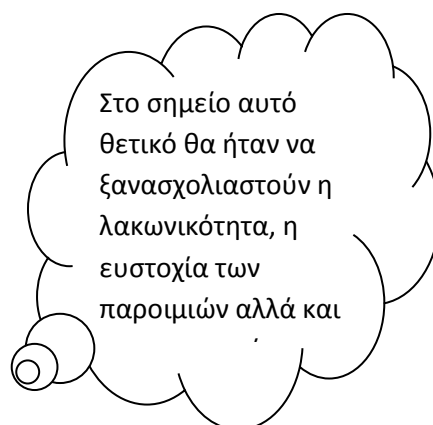 Στο σημείο αυτό
θετικό θα ήταν να
ξανασχολιαστούν η
λακωνικότητα, η
ευστοχία των
παροιμιών αλλά και